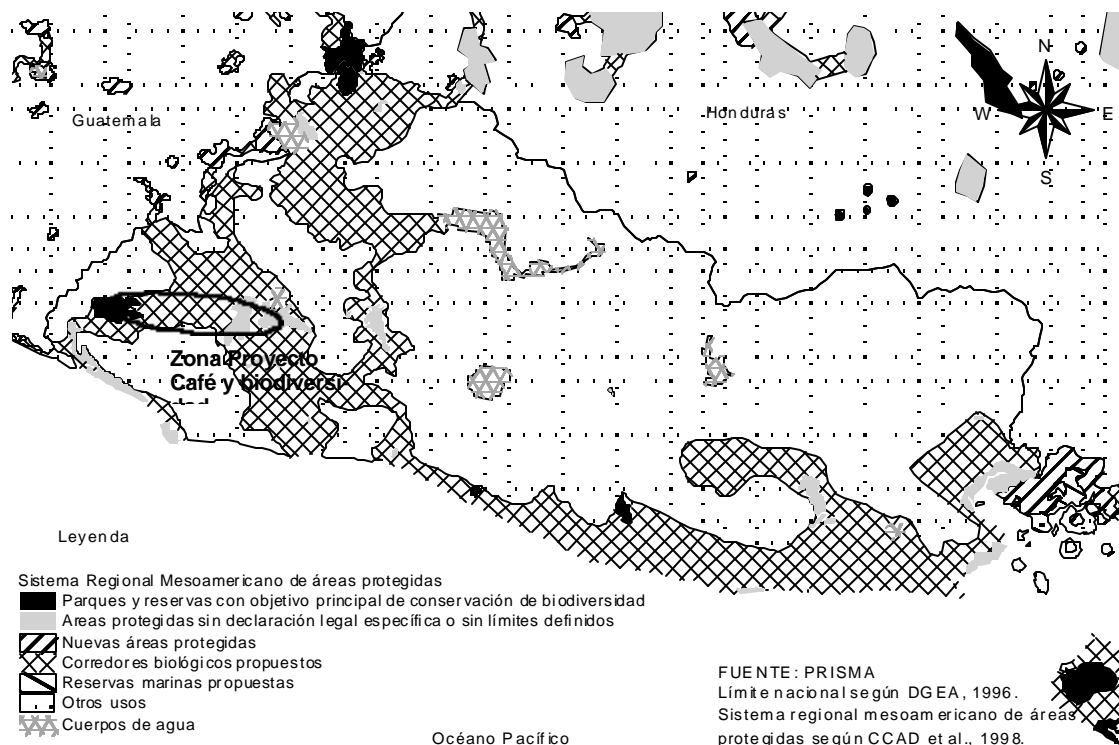 Guatemala
Honduras
N
W
E
S
Zona Proyecto
Café y biodiversi-
dad
Leyenda
Sistema Regional Mesoamericano de áreas protegidas
Parques y reservas con objetivo principal de conservación de biodiversidad
Areas protegidas sin declaración legal específica o sin límites definidos
Nuevas áreas protegidas
Corredores biológicos propuestos
Reservas marinas propuestas
Otros usos
Cuerpos de agua
Océano Pacífico
FUENTE: PRISMA
Límite nacional según DGEA, 1996.
Sistema regional mesoamericano de áreas
protegidas según CCAD et al., 1998.